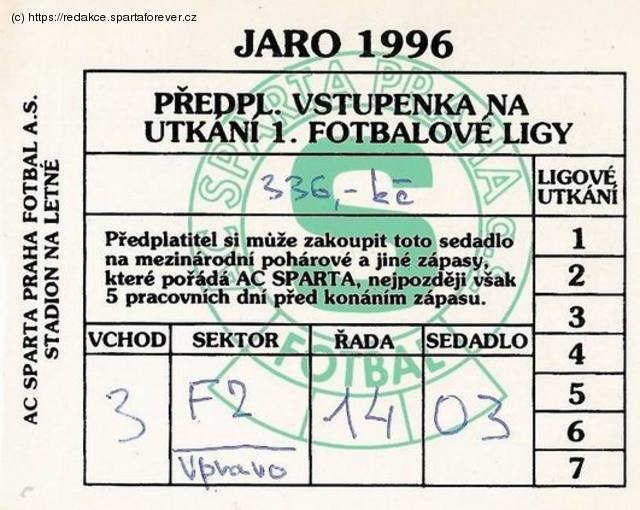 (c) https://redakce.spartaforever.cz
JARO 1996
AC SPARTA PRAHA FOTBAL A.S.
STADION NA LETNÉ
PŘEDPL. VSTUPENKA NA
UTKÁNÍ 1. FOTBALOVÉ LIGY
336,- kč
LIGOVÉ
UTKÁNÍ
Předplatitel si může zakoupit toto sedadlo
na mezinárodní pohárové a jiné zápasy,
které pořádá AC SPARTA, nejpozději však
5 pracovních dní před konáním zápasu.
1
2
3
4
5
6
7
VCHOD SEKTOR ŘADA SEDADLO
3 F2 14 03
vpravo
AC SPARTA PRAHA a.s.
S
FOTBAL